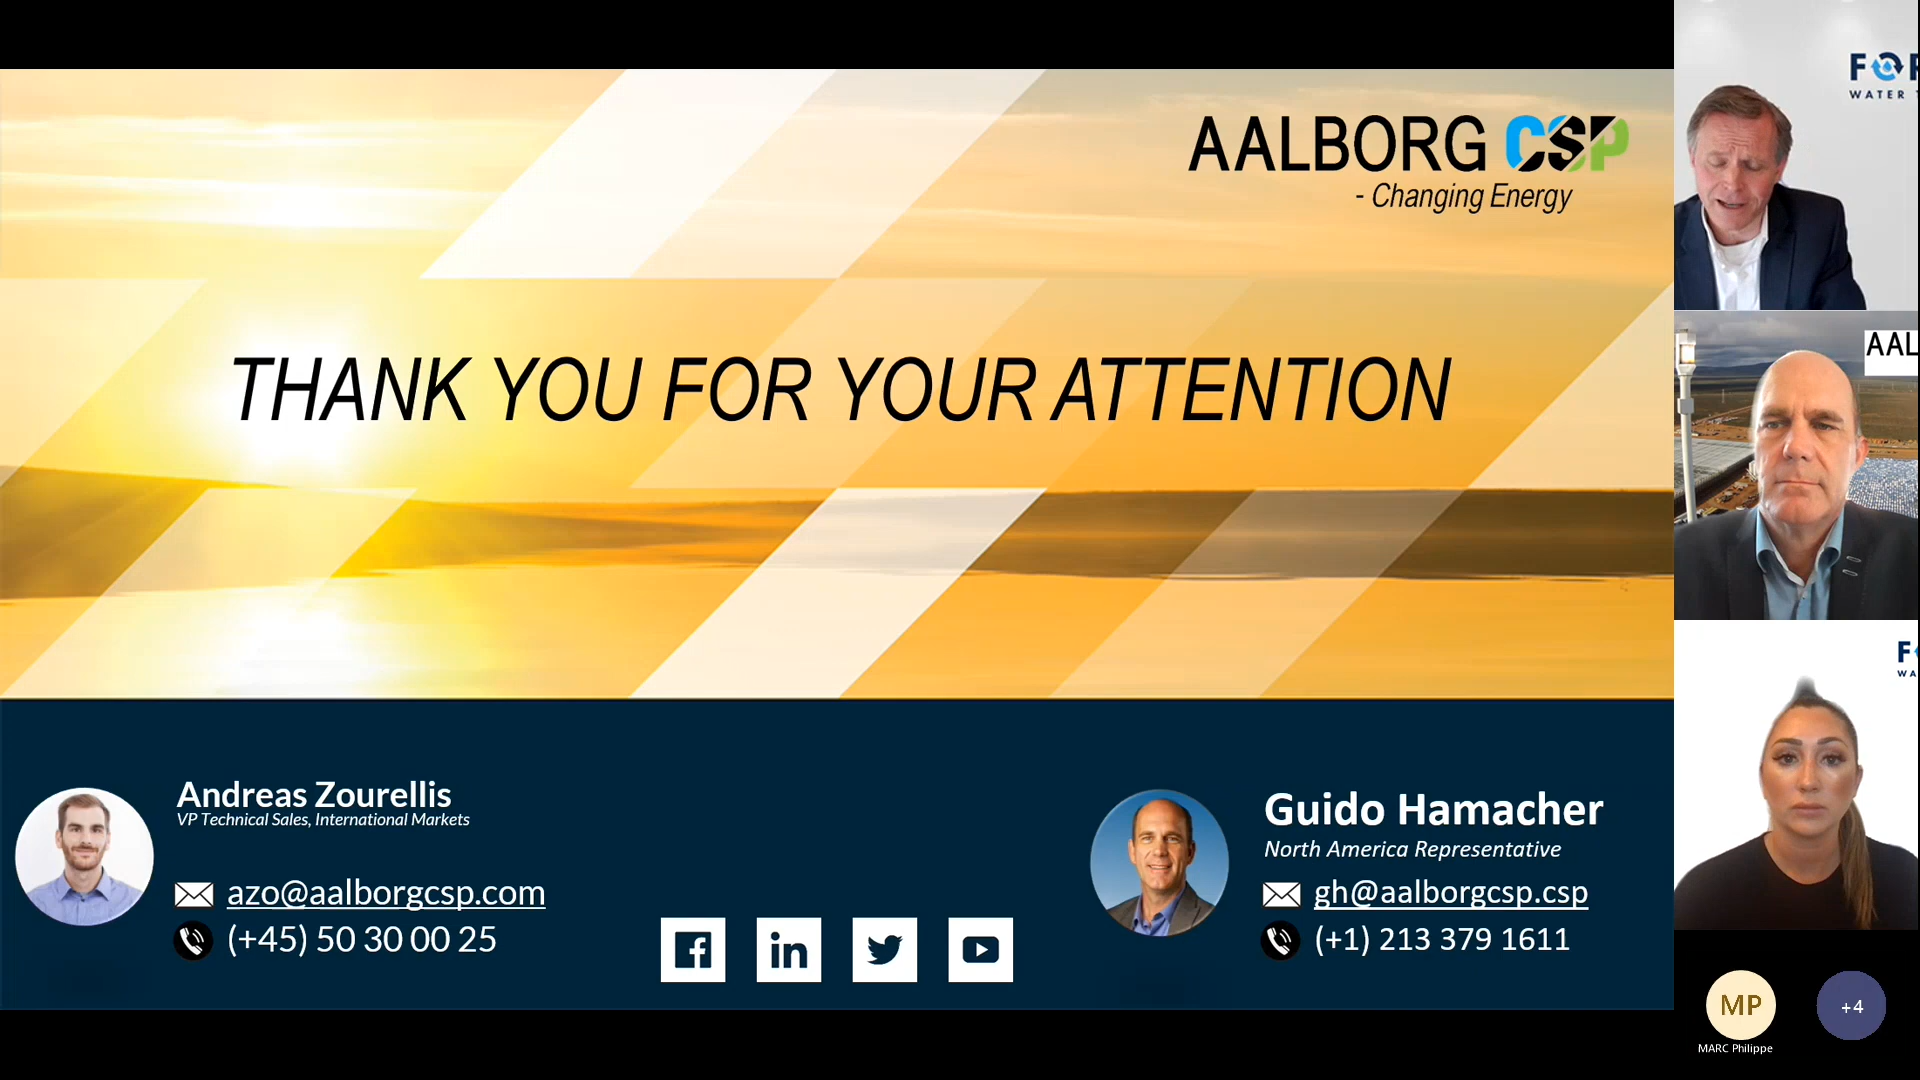 AALBORG CSP
- Changing Energy
THANK YOU FOR YOUR ATTENTION
Andreas Zourellis
VP Technical Sales, International Markets
azo@aalborgcsp.com
(+45) 50 30 00 25
Guido Hamacher
North America Representative
gh@aalborgcsp.csp
(+1) 213 379 1611
WATER
AAL
MP
MARC Philippe
+4